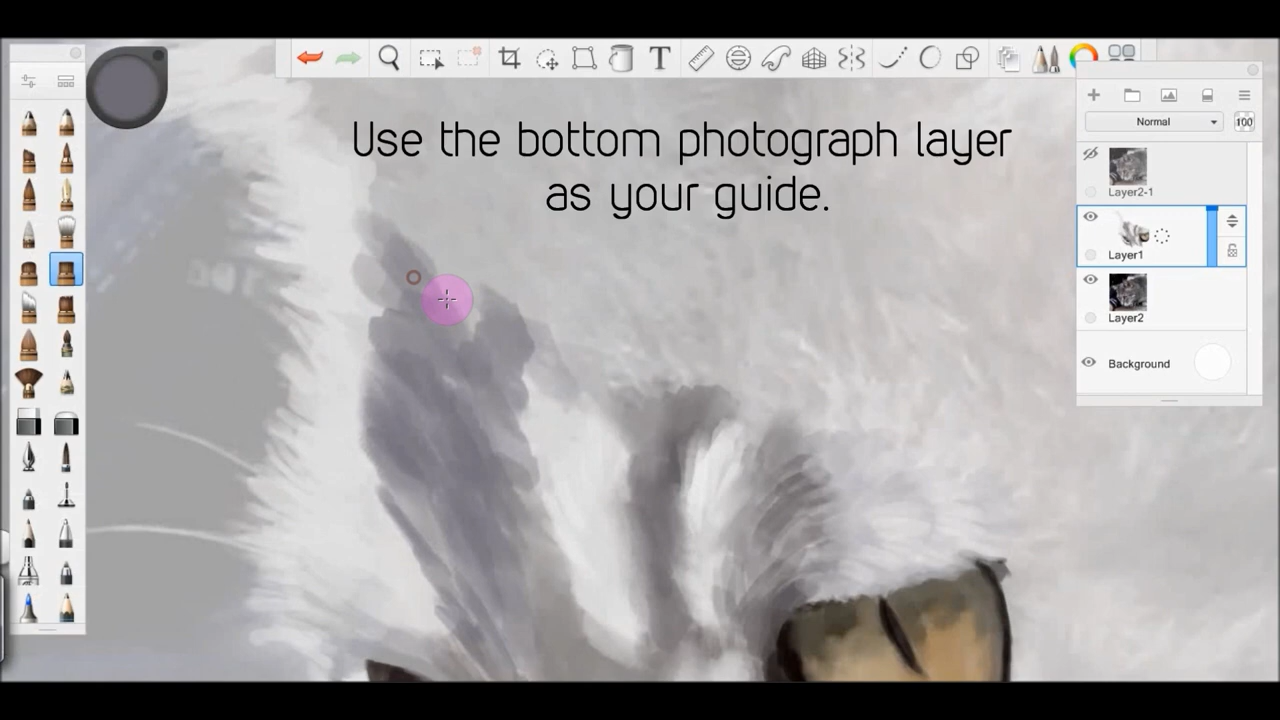 Use the bottom photograph layer
as your guide.
Normal
100
Layer2-1
Layer1
Layer2
Background